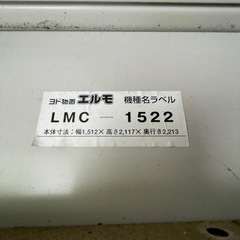 ヨド物置 エルモ 機種名ラベル
LMC — 1522
本体寸法：幅1,512× 高さ2,117× 奥行き2,213